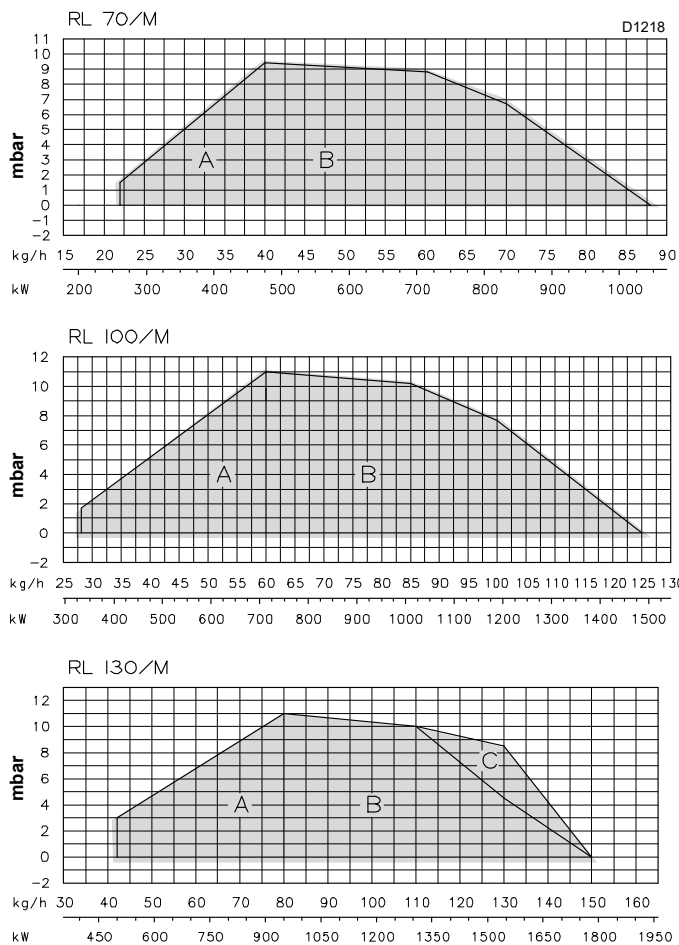 RL 70/M
D1218
11
10
9
8
7
6
5
4
3
2
1
0
-1
-2
mbar
A B
kg/h 15 20 25 30 35 40 45 50 55 60 65 70 75 80 85 90
kW 200 300 400 500 600 700 800 900 1000
RL 100/M
12
10
8
6
4
2
0
-2
mbar
A B
kg/h 25 30 35 40 45 50 55 60 65 70 75 80 85 90 95 100 105 110 115 120 125 130
kW 300 400 500 600 700 800 900 1000 1100 1200 1300 1400 1500
RL 130/M
12
10
8
6
4
2
0
-2
mbar
A B C
kg/h 30 40 50 60 70 80 90 100 110 120 130 140 150 160
kW 450 600 750 900 1050 1200 1350 1500 1650 1800 1950